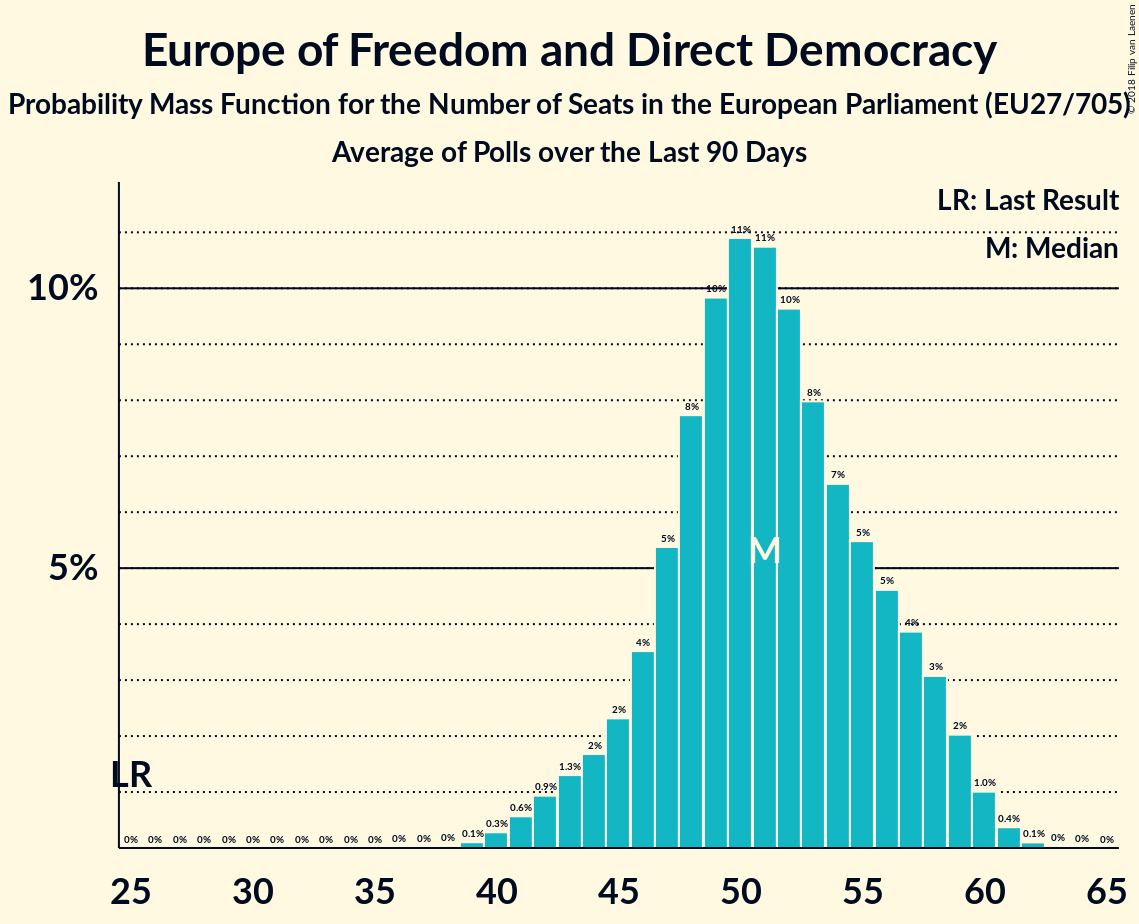 Europe of Freedom and Direct Democracy
Probability Mass Function for the Number of Seats in the European Parliament (EU27/705)
Average of Polls over the Last 90 Days
© 2018 Filip van Laenen
LR: Last Result
M: Median
10%
5%
LR
M
0% 0% 0% 0% 0% 0% 0% 0% 0% 0% 0% 0% 0% 0% 0.1% 0.3% 0.6% 0.9% 1.3% 2% 2% 4% 5% 8% 10% 11% 11% 10% 8% 7% 5% 5% 4% 3% 2% 1.0% 0.4% 0.1% 0% 0% 0%
25 30 35 40 45 50 55 60 65